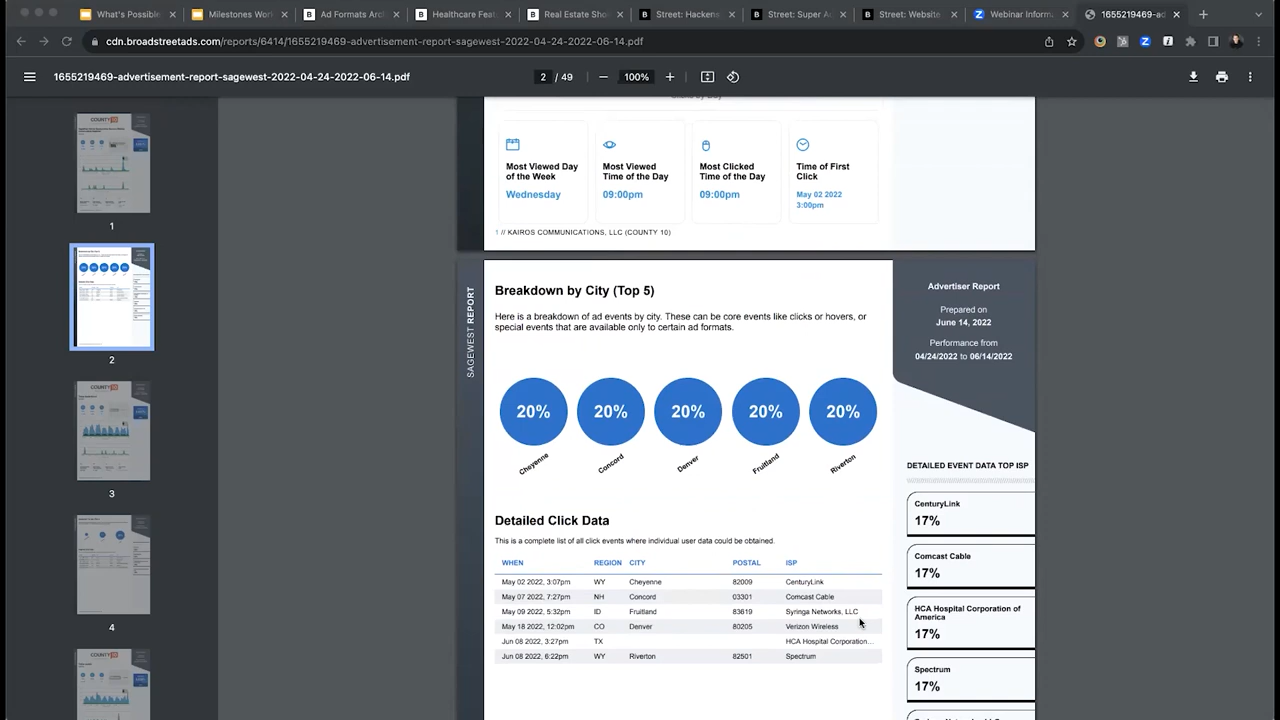 What's Possible
Milestones Wor
Ad Formats Arc
Healthcare Feat
Real Estate Sho
Street: Hackens
Street: Super A
Street: Website
Webinar Inform
1655219469-ad
cdn.broadstreetads.com/reports/6414/1655219469-advertisement-report-sagewest-2022-04-24-2022-06-14.pdf
1655219469-advertisement-report-sagewest-2022-04-24-2022-06-14.pdf
2 / 49
100%
COUNTY 10
1
2
COUNTY 10
3
4
COUNTY 10
Most Viewed Day
of the Week
Wednesday
Most Viewed
Time of the Day
09:00pm
Most Clicked
Time of the Day
09:00pm
Time of First
Click
May 02 2022
3:00pm
1 // KAIROS COMMUNICATIONS, LLC (COUNTY 10)
SAGEWEST REPORT
Breakdown by City (Top 5)
Here is a breakdown of ad events by city. These can be core events like clicks or hovers, or
special events that are available only to certain ad formats.
20% 20% 20% 20% 20%
Cheyenne Concord Denver Fruitland Riverton
Detailed Click Data
This is a complete list of all click events where individual user data could be obtained.
WHEN REGION CITY POSTAL ISP
May 02 2022, 3:07pm WY Cheyenne 82009 CenturyLink
May 07 2022, 7:27pm NH Concord 03301 Comcast Cable
May 09 2022, 5:32pm ID Fruitland 83619 Syringa Networks, LLC
May 18 2022, 12:02pm CO Denver 80205 Verizon Wireless
Jun 08 2022, 3:27pm TX HCA Hospital Corporation...
Jun 08 2022, 6:22pm WY Riverton 82501 Spectrum
Advertiser Report
Prepared on
June 14, 2022
Performance from
04/24/2022 to 06/14/2022
DETAILED EVENT DATA TOP ISP
CenturyLink
17%
Comcast Cable
17%
HCA Hospital Corporation of
America
17%
Spectrum
17%